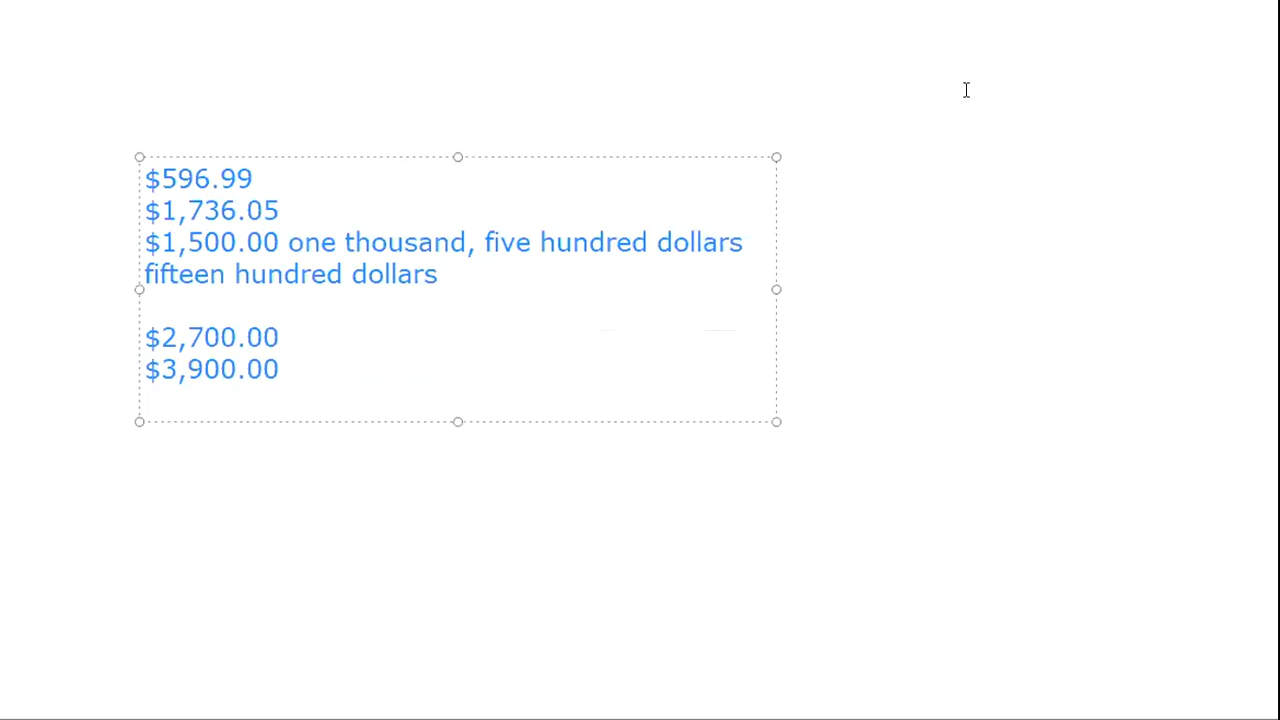 $596.99
$1,736.05
$1,500.00 one thousand, five hundred dollars
fifteen hundred dollars
$2,700.00
$3,900.00